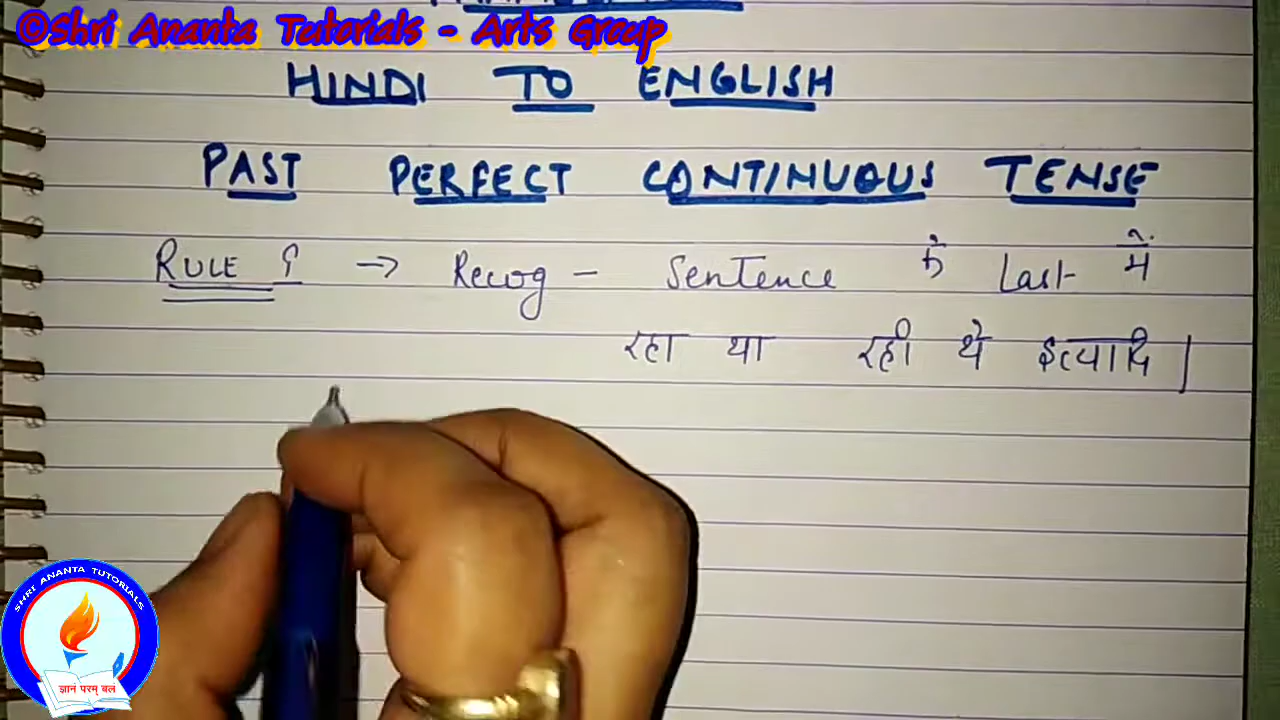 ©Shri Ananta Tutorials - Arts Group
HINDI TO ENGLISH
PAST PERFECT CONTINUOUS TENSE
RULE १ → Recog - Sentence के Last में
रहा था रही थे इत्यादि |
SHRI ANANTA TUTORIALS
ज्ञानं परमं बलं